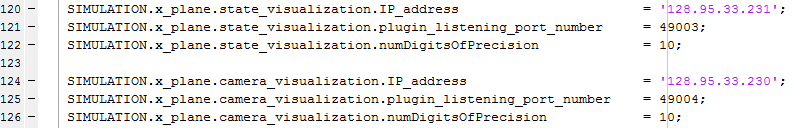 120 – SIMULATION.x_plane.state_visualization.IP_address = '128.95.33.231';
121 – SIMULATION.x_plane.state_visualization.plugin_listening_port_number = 49003;
122 – SIMULATION.x_plane.state_visualization.numDigitsOfPrecision = 10;
123
124 – SIMULATION.x_plane.camera_visualization.IP_address = '128.95.33.230';
125 – SIMULATION.x_plane.camera_visualization.plugin_listening_port_number = 49004;
126 – SIMULATION.x_plane.camera_visualization.numDigitsOfPrecision = 10;